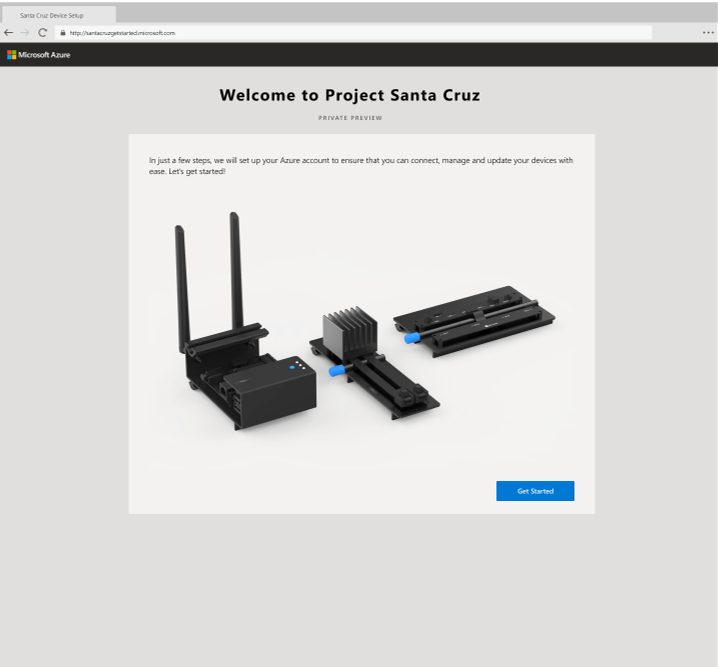 Santa Cruz Device Setup
http://santacruzgetstarted.microsoft.com
Microsoft Azure
Welcome to Project Santa Cruz
PRIVATE PREVIEW
In just a few steps, we will set up your Azure account to ensure that you can connect, manage and update your devices with
ease. Let's get started!
Get Started